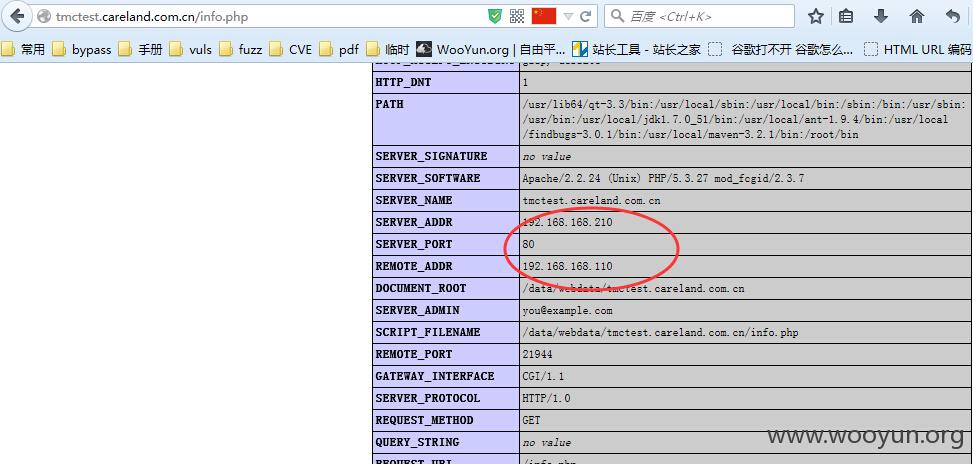 tmctest.careland.com.cn/info.php
百度 <Ctrl+K>
常用 bypass 手册 vuls fuzz CVE pdf 临时 WooYun.org | 自由平... 站长工具 - 站长之家 谷歌打不开 谷歌怎么... HTML URL 编码
HTTP_DNT 1
PATH /usr/lib64/qt-3.3/bin:/usr/local/sbin:/usr/local/bin:/sbin:/bin:/usr/sbin:
/usr/bin:/usr/local/jdk1.7.0_51/bin:/usr/local/ant-1.9.4/bin:/usr/local
/findbugs-3.0.1/bin:/usr/local/maven-3.2.1/bin:/root/bin
SERVER_SIGNATURE no value
SERVER_SOFTWARE Apache/2.2.24 (Unix) PHP/5.3.27 mod_fcgid/2.3.7
SERVER_NAME tmctest.careland.com.cn
SERVER_ADDR 192.168.168.210
SERVER_PORT 80
REMOTE_ADDR 192.168.168.110
DOCUMENT_ROOT /data/webdata/tmctest.careland.com.cn
SERVER_ADMIN you@example.com
SCRIPT_FILENAME /data/webdata/tmctest.careland.com.cn/info.php
REMOTE_PORT 21944
GATEWAY_INTERFACE CGI/1.1
SERVER_PROTOCOL HTTP/1.0
REQUEST_METHOD GET
QUERY_STRING no value
www.wooyun.org